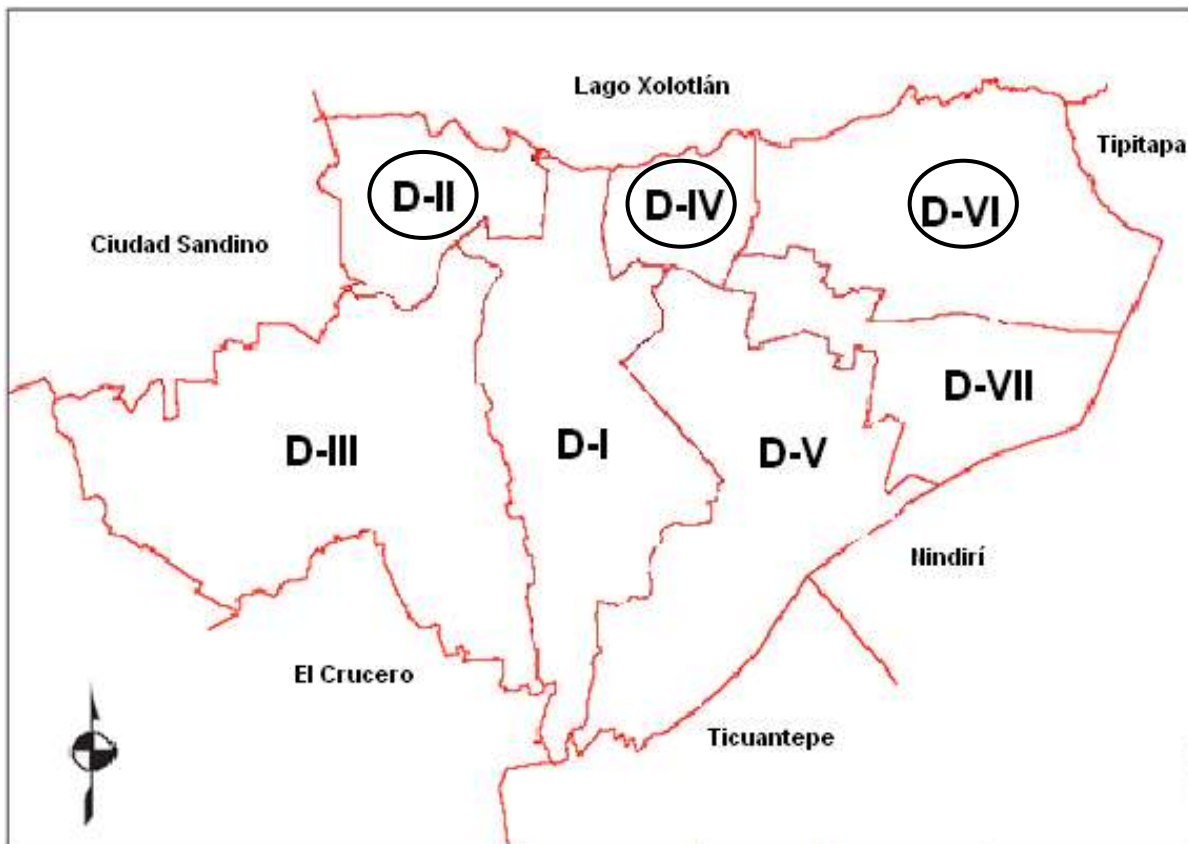 Lago Xolotlán
Tipitapa
D-II
D-IV
D-VI
Ciudad Sandino
D-VII
D-III
D-I
D-V
Nindirí
El Crucero
Ticuantepe